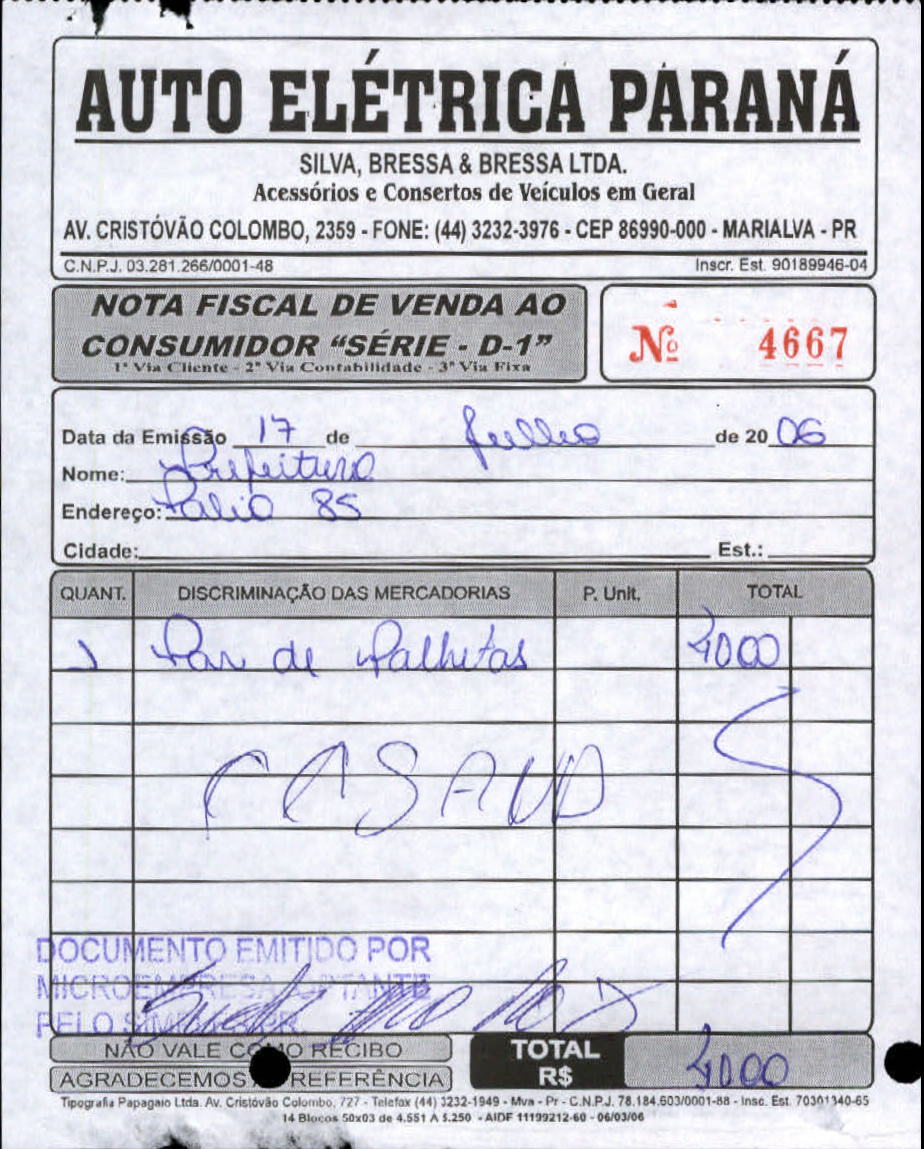 AUTO ELÉTRICA PARANÁ
SILVA, BRESSA & BRESSA LTDA.
Acessórios e Consertos de Veículos em Geral
AV. CRISTÓVÃO COLOMBO, 2359 - FONE: (44) 3232-3976 - CEP 86990-000 - MARIALVA - PR
C.N.P.J. 03.281.266/0001-48 Inscr. Est. 90189946-04
NOTA FISCAL DE VENDA AO
CONSUMIDOR “SÉRIE - D-1”
1ª Via Cliente - 2ª Via Contabilidade - 3ª Via Fixa
Nº 4667
Data da Emissão 17 de Julho de 20 06
Nome: Prefeitura
Endereço: Palio 85
Cidade: Est.:
QUANT. DISCRIMINAÇÃO DAS MERCADORIAS P. Unit. TOTAL
1 Par de Palhetas 4000
DOCUMENTO EMITIDO POR
MICROEMPRESA OPTANTE
PELO SIMPLES/PR.
NÃO VALE COMO RECIBO
AGRADECEMOS PREFERÊNCIA
TOTAL
R$ 4000
Tipografia Papagaio Ltda. Av. Cristóvão Colombo, 727 - Telefax (44) 3232-1949 - Mva - Pr - C.N.P.J. 78.184.603/0001-88 - Insc. Est. 70301340-65
14 Blocos 50x03 de 4.551 A 5.250 - AIDF 11199212-60 - 06/03/06